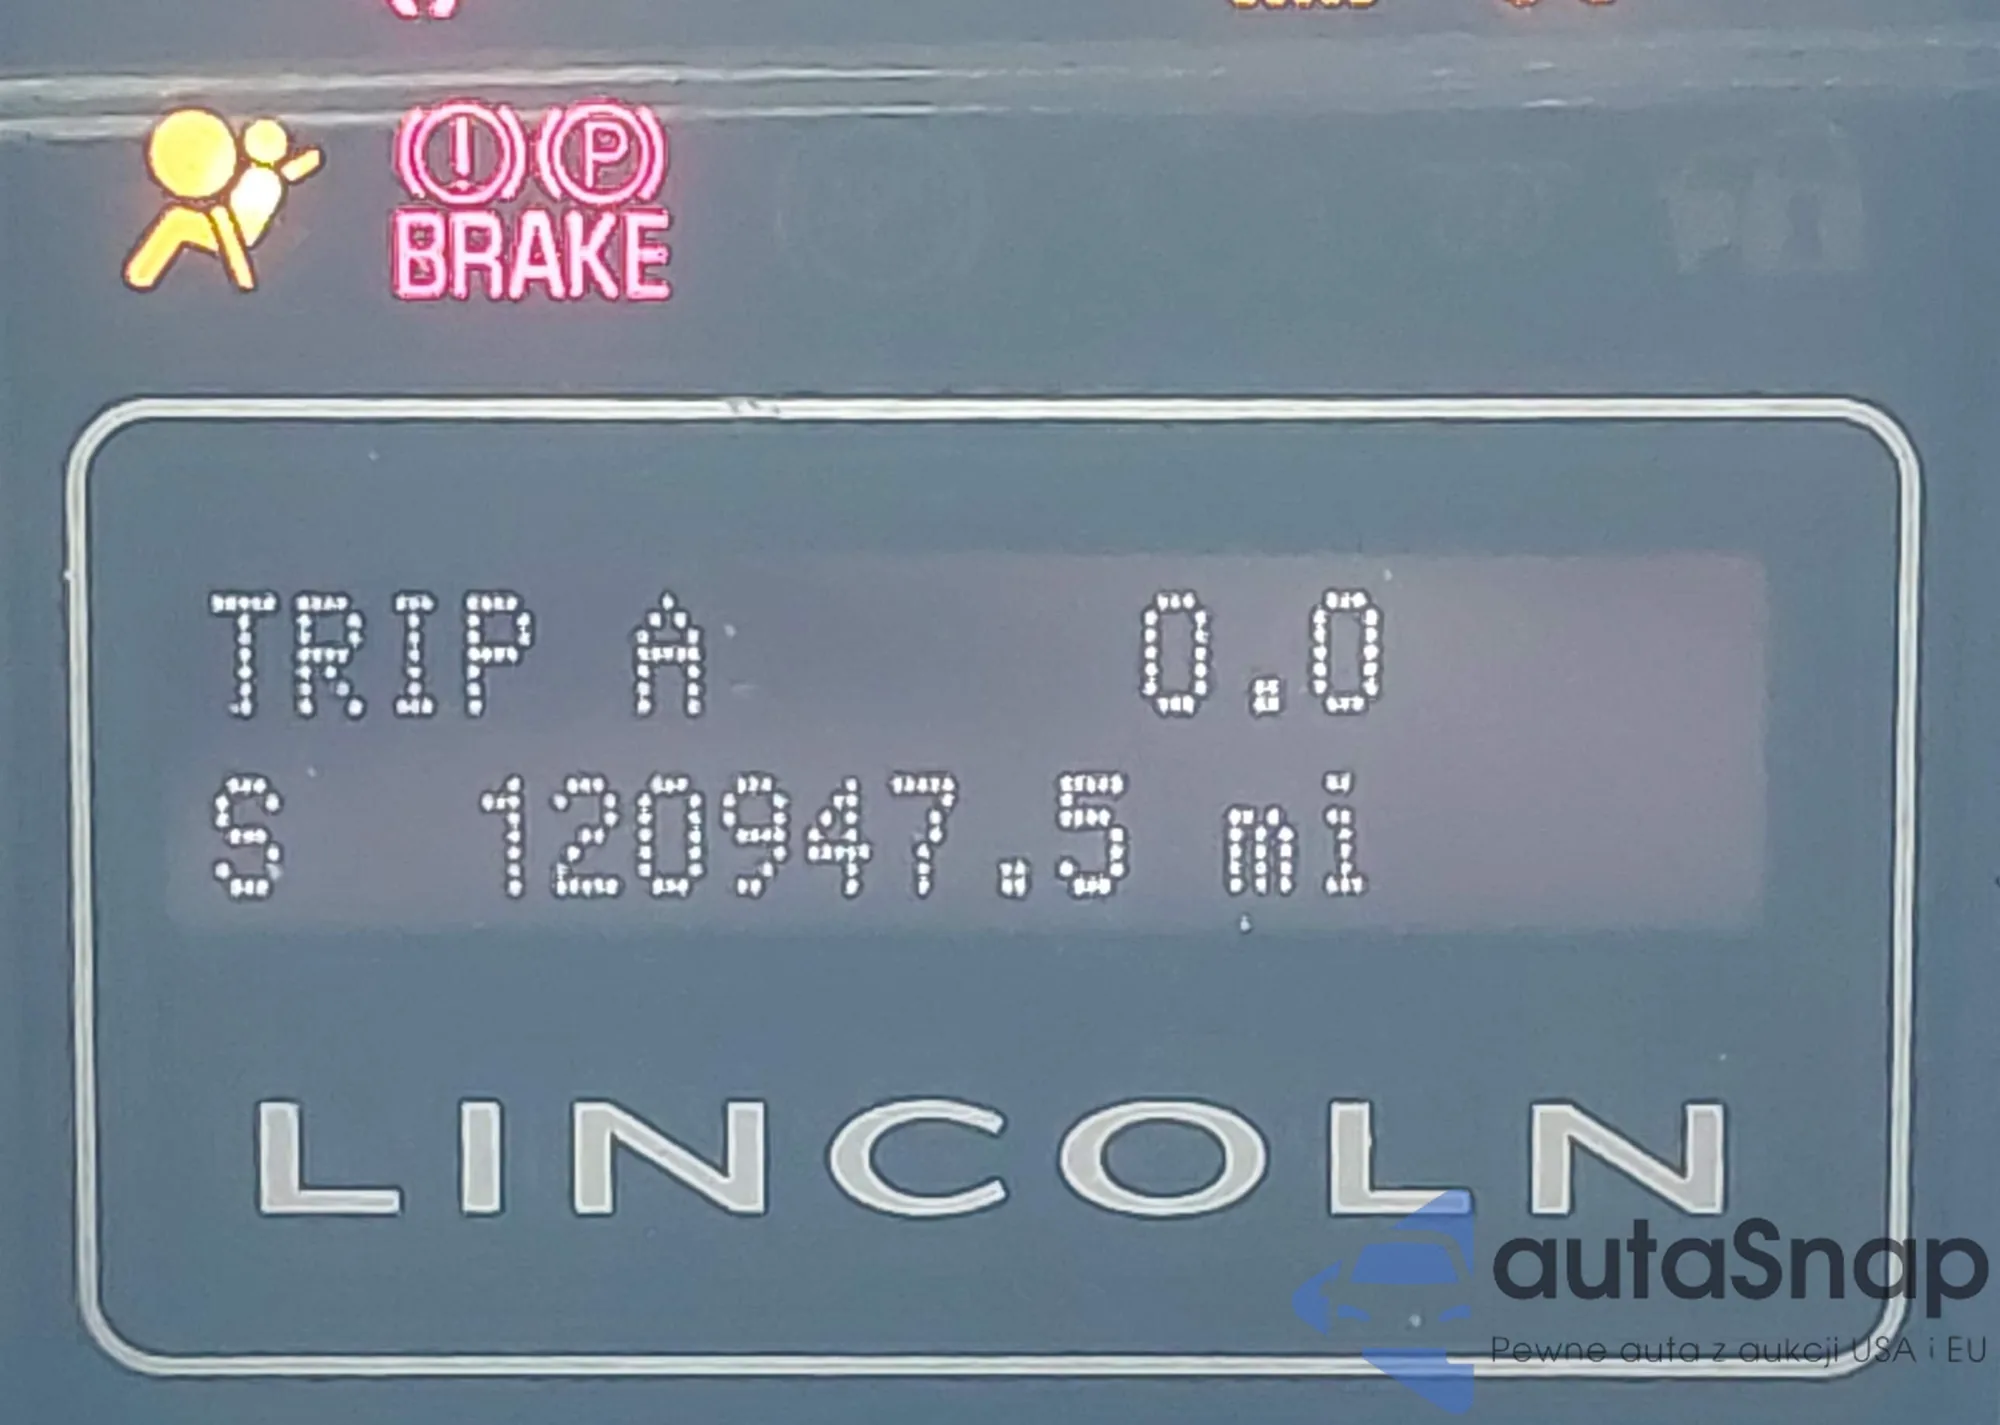 BRAKE
TRIP A 0.0
S 120947.5 mi
LINCOLN
autaSnap
Pewne auta z aukcji USA i EU